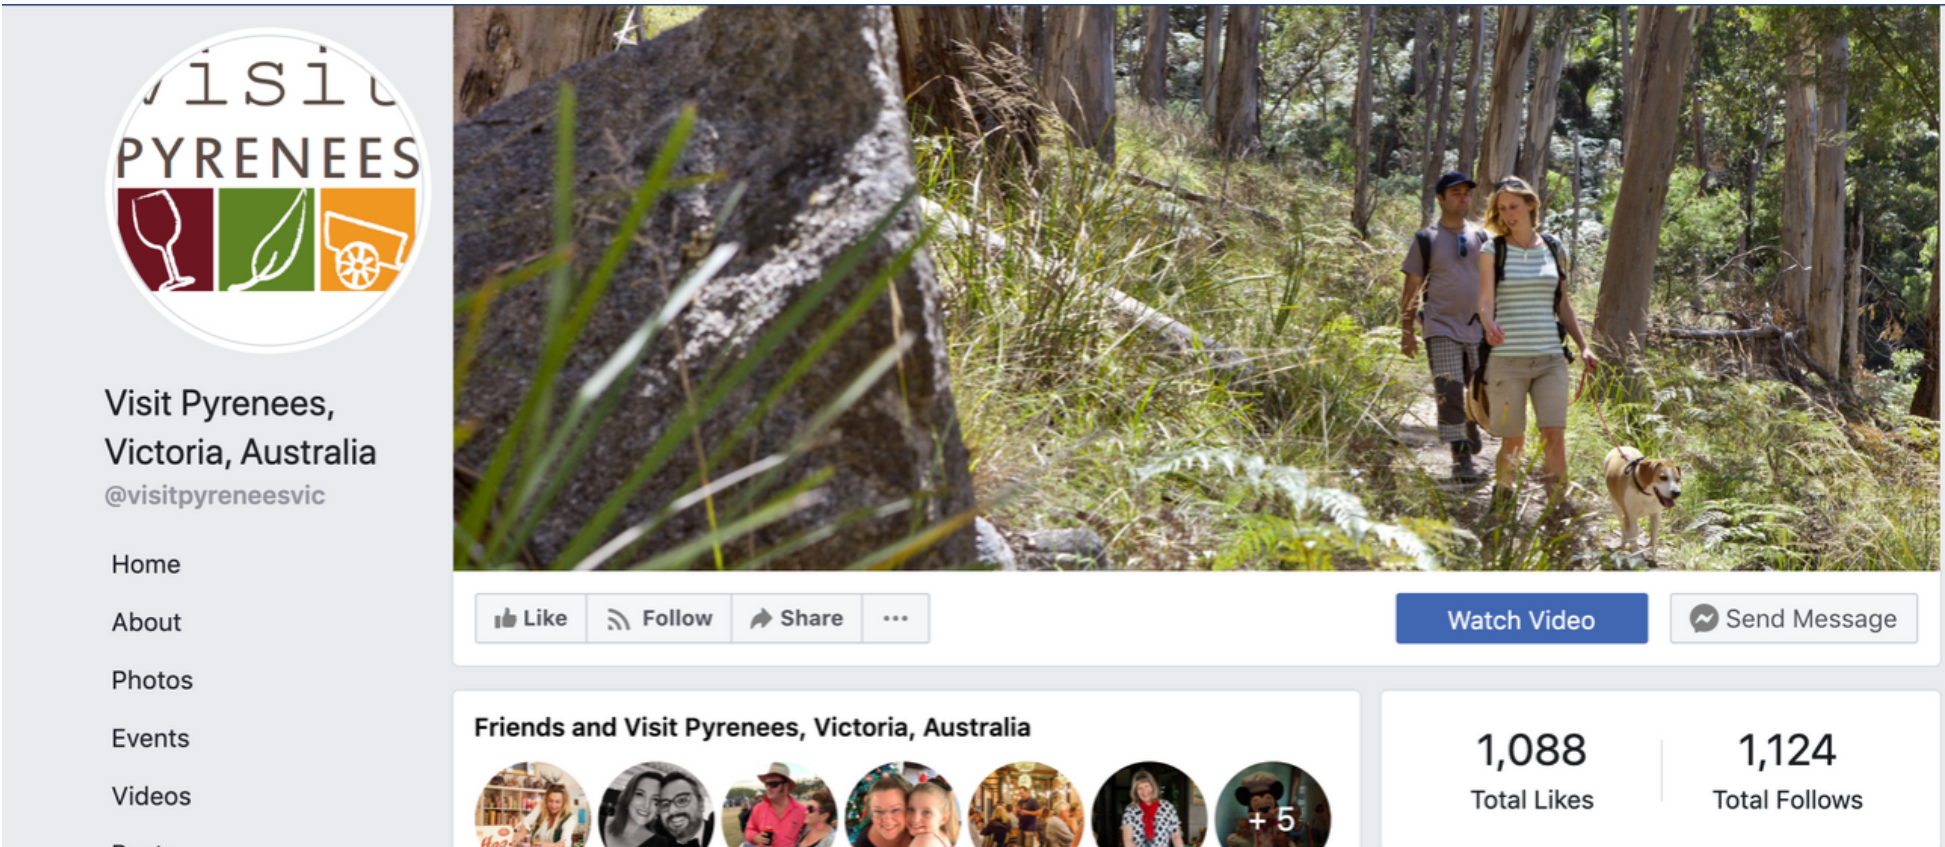 visit
PYRENEES
Visit Pyrenees,
Victoria, Australia
@visitpyreneesvic
Home
About
Photos
Events
Videos
Like
Follow
Share
Watch Video
Send Message
Friends and Visit Pyrenees, Victoria, Australia
+ 5
1,088
Total Likes
1,124
Total Follows